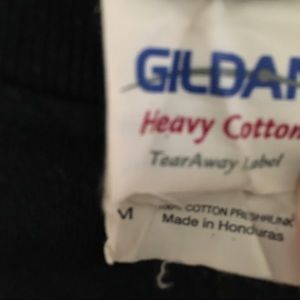 GILDAN
Heavy Cotton
TearAway Label
100% COTTON PRESHRUNK
M Made in Honduras